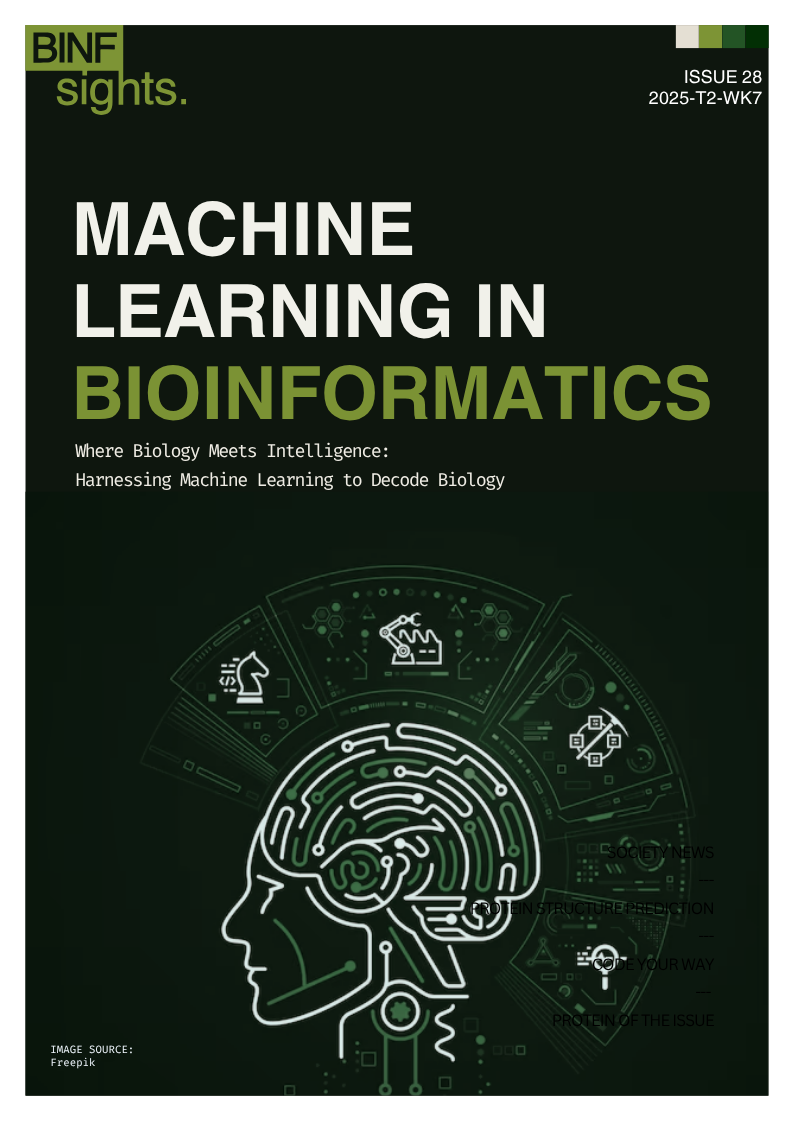 BINF
sights.
ISSUE 28
2025-T2-WK7
MACHINE
LEARNING IN
BIOINFORMATICS
Where Biology Meets Intelligence:
Harnessing Machine Learning to Decode Biology
SOCIETY NEWS
—
PROTEIN STRUCTURE PREDICTION
—
CODE YOUR WAY
—
PROTEIN OF THE ISSUE
IMAGE SOURCE:
Freepik